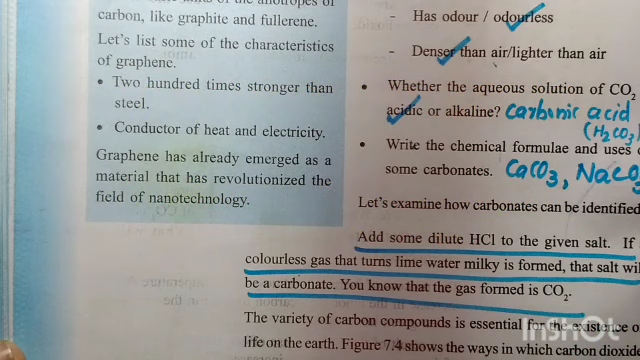 carbon, like graphite and fullerene.
Let's list some of the characteristics
of graphene.
• Two hundred times stronger than
steel.
• Conductor of heat and electricity.
Graphene has already emerged as a
material that has revolutionized the
field of nanotechnology.
- Has odour / odourless
- Denser than air/lighter than air
• Whether the aqueous solution of CO₂
acidic or alkaline? Carbonic acid
(H₂CO₃)
• Write the chemical formulae and uses
some carbonates. CaCO₃, NaCO₃
Let's examine how carbonates can be identified
Add some dilute HCl to the given salt. If
colourless gas that turns lime water milky is formed, that salt wil
be a carbonate. You know that the gas formed is CO₂.
The variety of carbon compounds is essential for the existence o
life on the earth. Figure 7.4 shows the ways in which carbon dioxide
InShOt